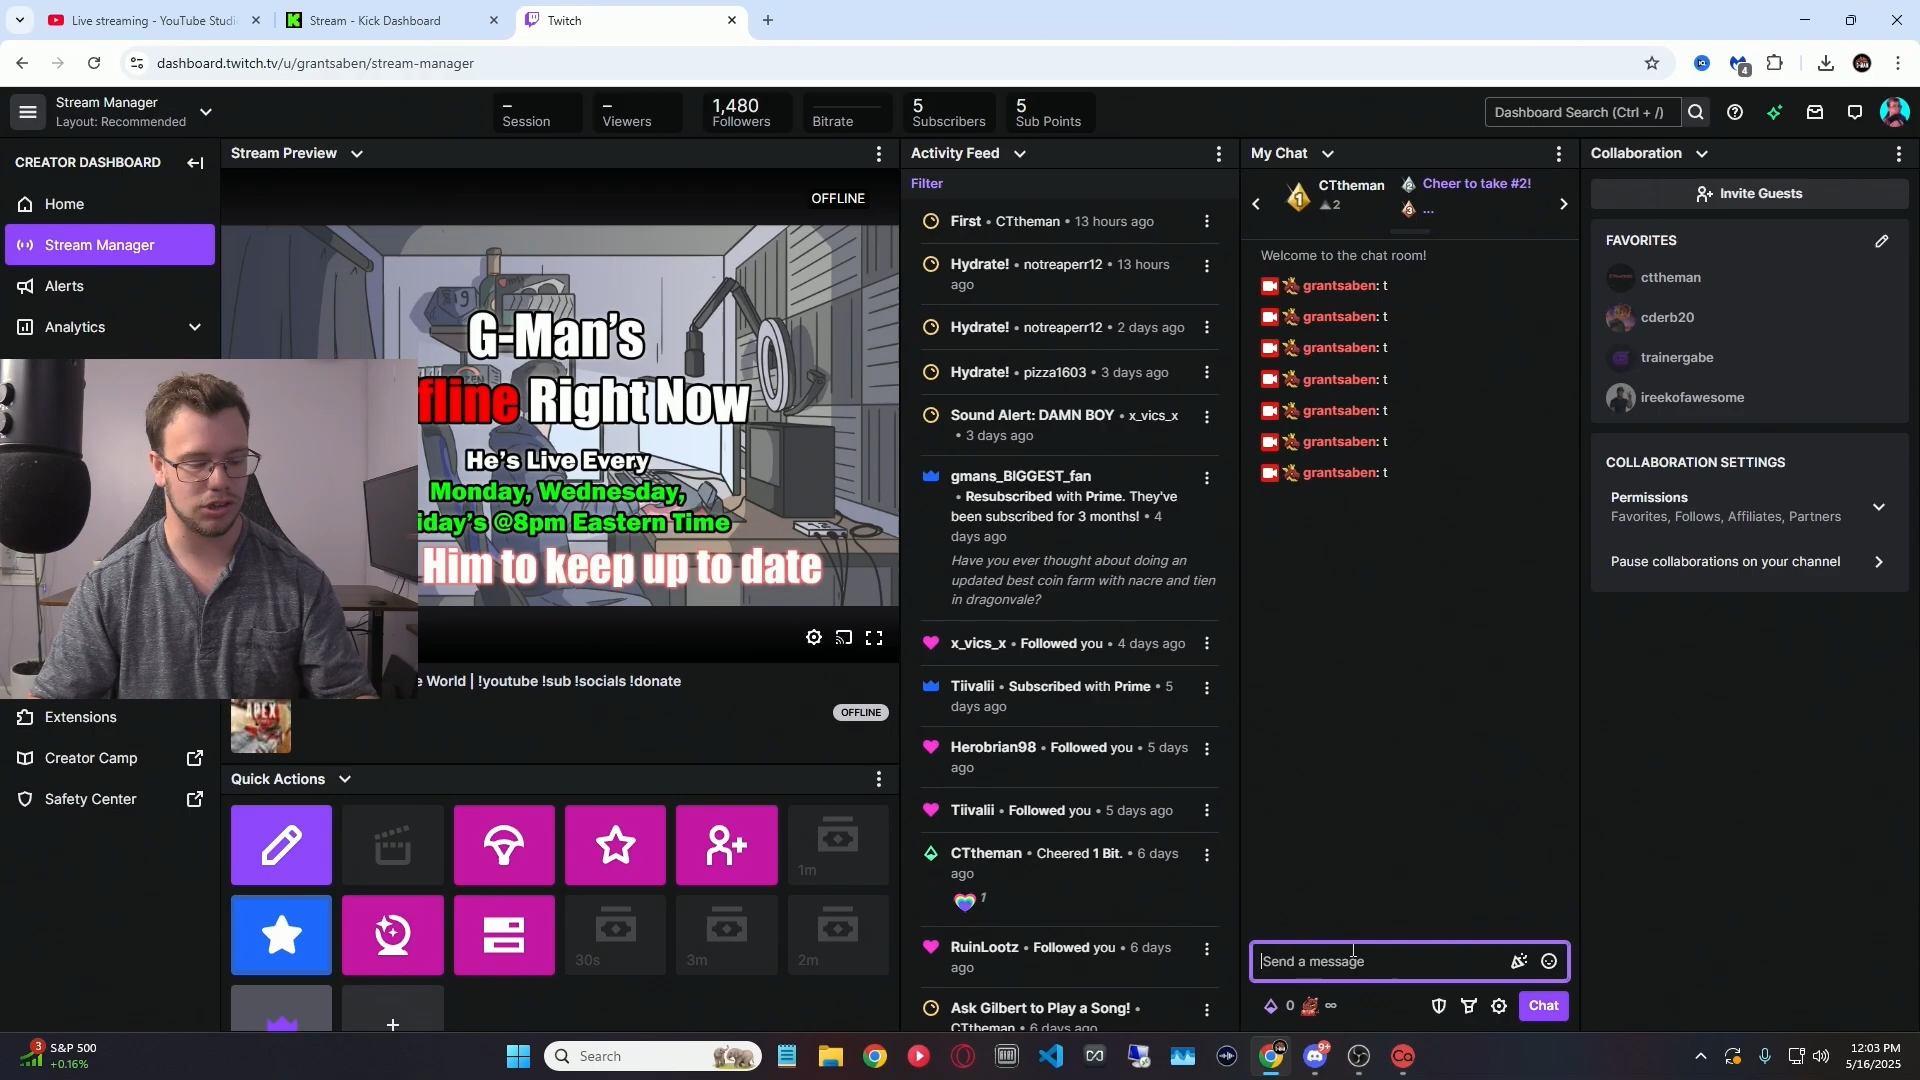 Live streaming - YouTube Studi
Stream - Kick Dashboard
Twitch
dashboard.twitch.tv/u/grantsaben/stream-manager
4
Stream Manager
Layout: Recommended
–
Session
–
Viewers
1,480
Followers
Bitrate
5
Subscribers
5
Sub Points
Dashboard Search (Ctrl + /)
CREATOR DASHBOARD
Home
Stream Manager
Alerts
Analytics
Extensions
Creator Camp
Safety Center
Stream Preview
OFFLINE
G-Man's
fline Right Now
He's Live Every
Monday, Wednesday,
iday's @8pm Eastern Time
Him to keep up to date
e World | !youtube !sub !socials !donate
APEX
OFFLINE
Quick Actions
1m
30s
3m
2m
Activity Feed
Filter
First • CTtheman • 13 hours ago
Hydrate! • notreaperr12 • 13 hours
ago
Hydrate! • notreaperr12 • 2 days ago
Hydrate! • pizza1603 • 3 days ago
Sound Alert: DAMN BOY • x_vics_x
• 3 days ago
gmans_BIGGEST_fan
• Resubscribed with Prime. They've
been subscribed for 3 months! • 4
days ago
Have you ever thought about doing an
updated best coin farm with nacre and tien
in dragonvale?
x_vics_x • Followed you • 4 days ago
Tiivalii • Subscribed with Prime • 5
days ago
Herobrian98 • Followed you • 5 days
ago
Tiivalii • Followed you • 5 days ago
CTtheman • Cheered 1 Bit. • 6 days
ago
1
RuinLootz • Followed you • 6 days
ago
Ask Gilbert to Play a Song! •
CTtheman • 6 days ago
My Chat
1
CTtheman
2
2
Cheer to take #2!
3
...
Welcome to the chat room!
grantsaben: t
grantsaben: t
grantsaben: t
grantsaben: t
grantsaben: t
grantsaben: t
grantsaben: t
Send a message
0
∞
Chat
Collaboration
Invite Guests
FAVORITES
cttheman
cderb20
trainergabe
ireekofawesome
COLLABORATION SETTINGS
Permissions
Favorites, Follows, Affiliates, Partners
Pause collaborations on your channel
3
S&P 500
+0.16%
Search
9+
12:03 PM
5/16/2025